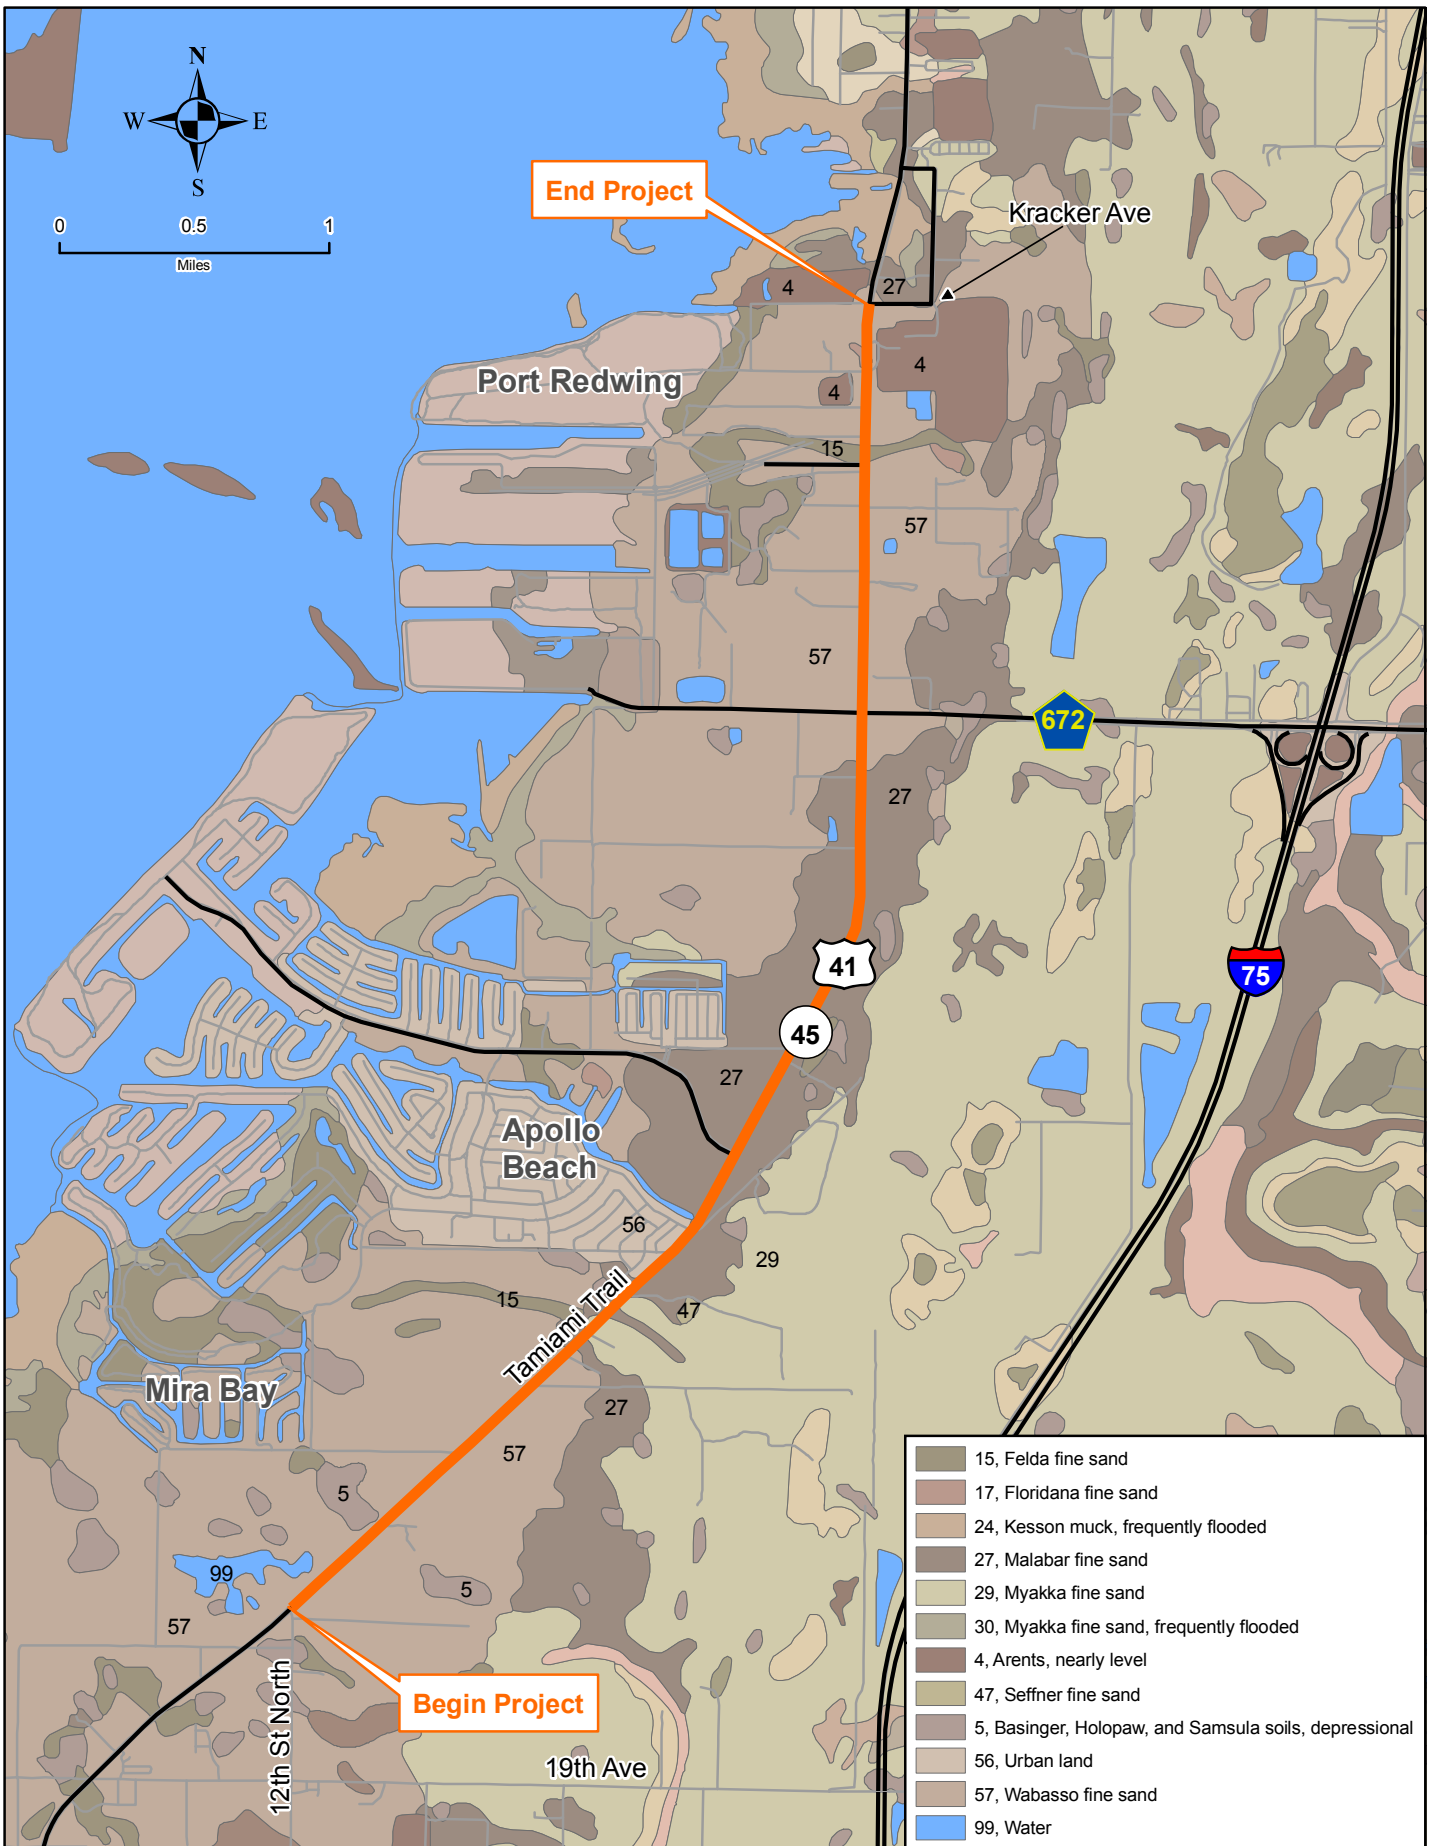 N
W E
S
0 0.5 1
Miles
End Project
Kracker Ave
4
27
4
Port Redwing
4
15
57
57
672
27
41
75
45
27
Apollo
Beach
56
29
15
47
Tamiami Trail
Mira Bay
27
57
5
99
5
57
Begin Project
12th St North
19th Ave
15, Felda fine sand
17, Floridana fine sand
24, Kesson muck, frequently flooded
27, Malabar fine sand
29, Myakka fine sand
30, Myakka fine sand, frequently flooded
4, Arents, nearly level
47, Seffner fine sand
5, Basinger, Holopaw, and Samsula soils, depressional
56, Urban land
57, Wabasso fine sand
99, Water